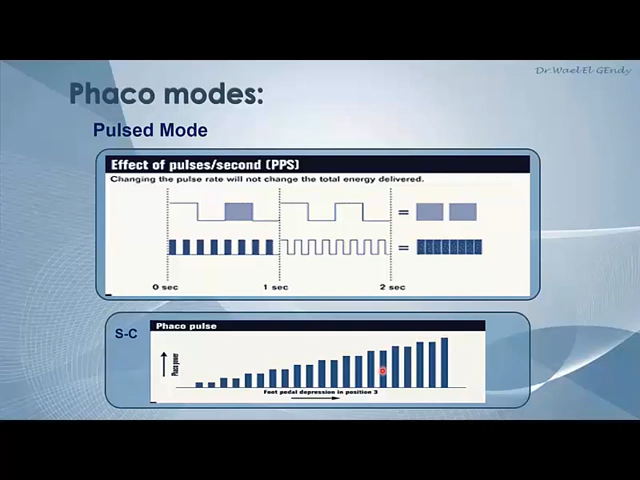 Dr.Wael El GEndy
Phaco modes:
Pulsed Mode
Effect of pulses/second (PPS)
Changing the pulse rate will not change the total energy delivered.
=
=
0 sec 1 sec 2 sec
S-C
Phaco pulse
Phaco power
Foot pedal depression in position 3